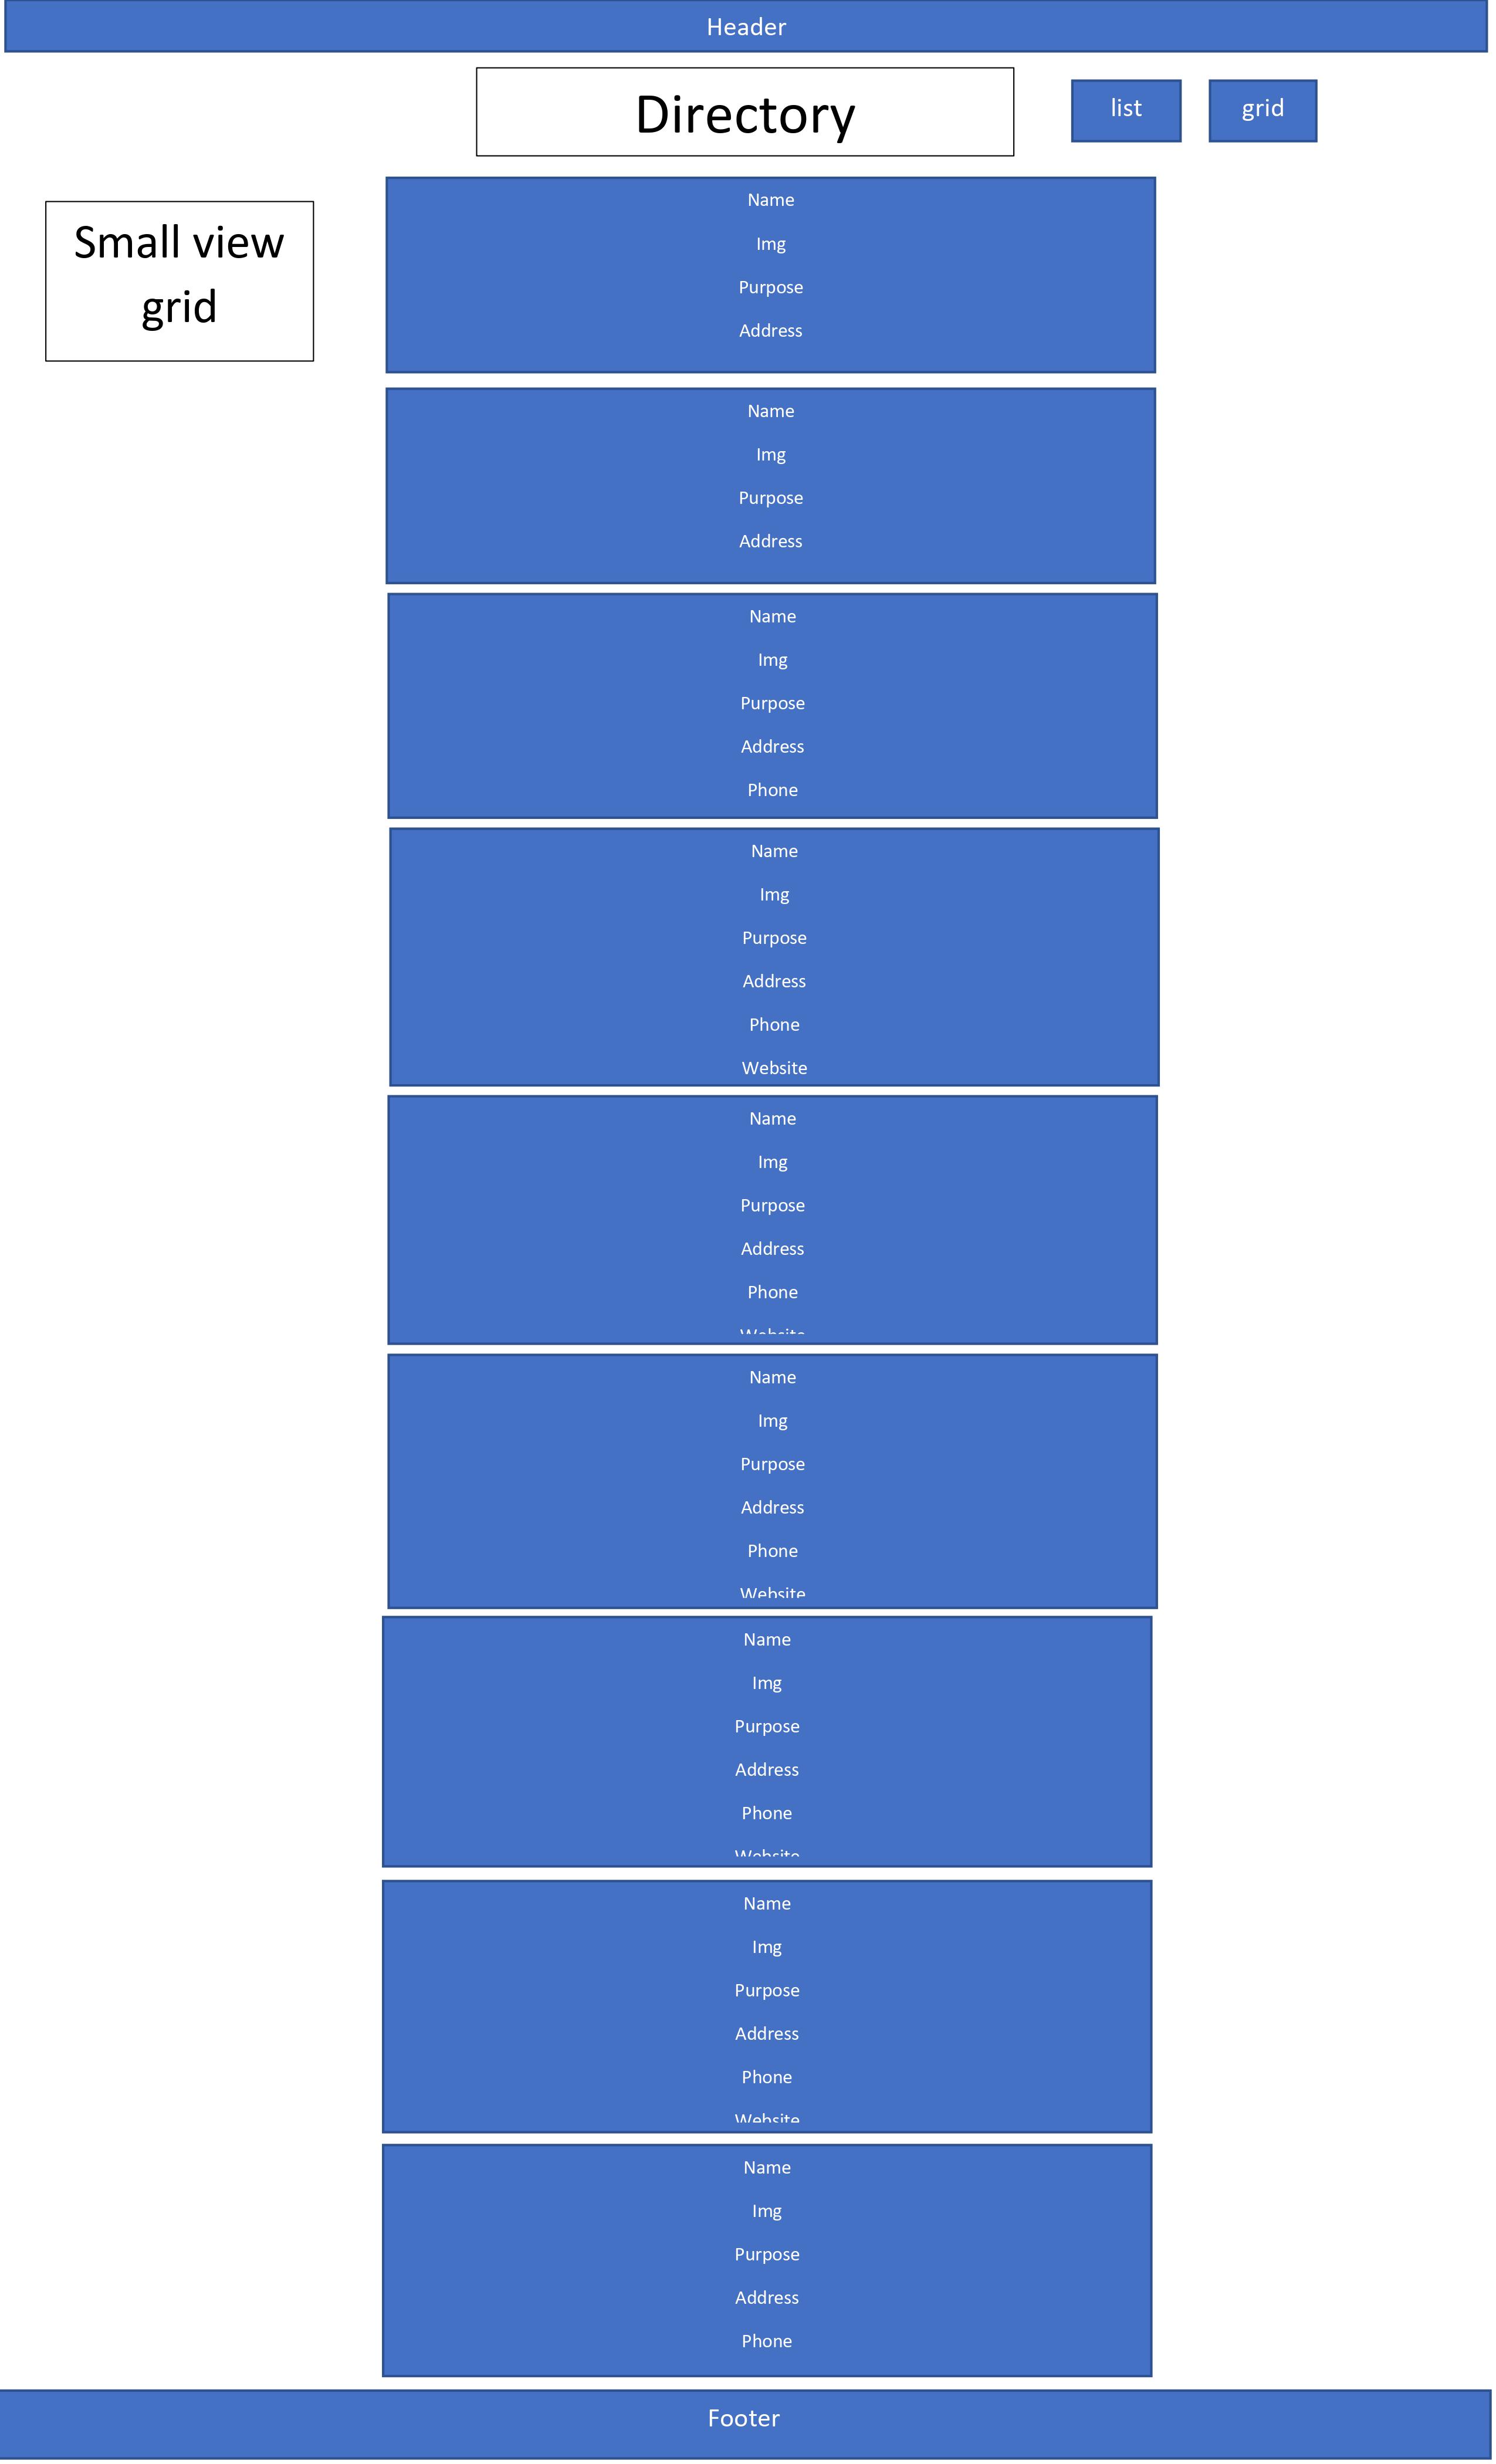 Header
Directory
list
grid
Small view
grid
Name
Img
Purpose
Address
Name
Img
Purpose
Address
Name
Img
Purpose
Address
Phone
Name
Img
Purpose
Address
Phone
Website
Name
Img
Purpose
Address
Phone
Website
Name
Img
Purpose
Address
Phone
Website
Name
Img
Purpose
Address
Phone
Website
Name
Img
Purpose
Address
Phone
Website
Name
Img
Purpose
Address
Phone
Footer